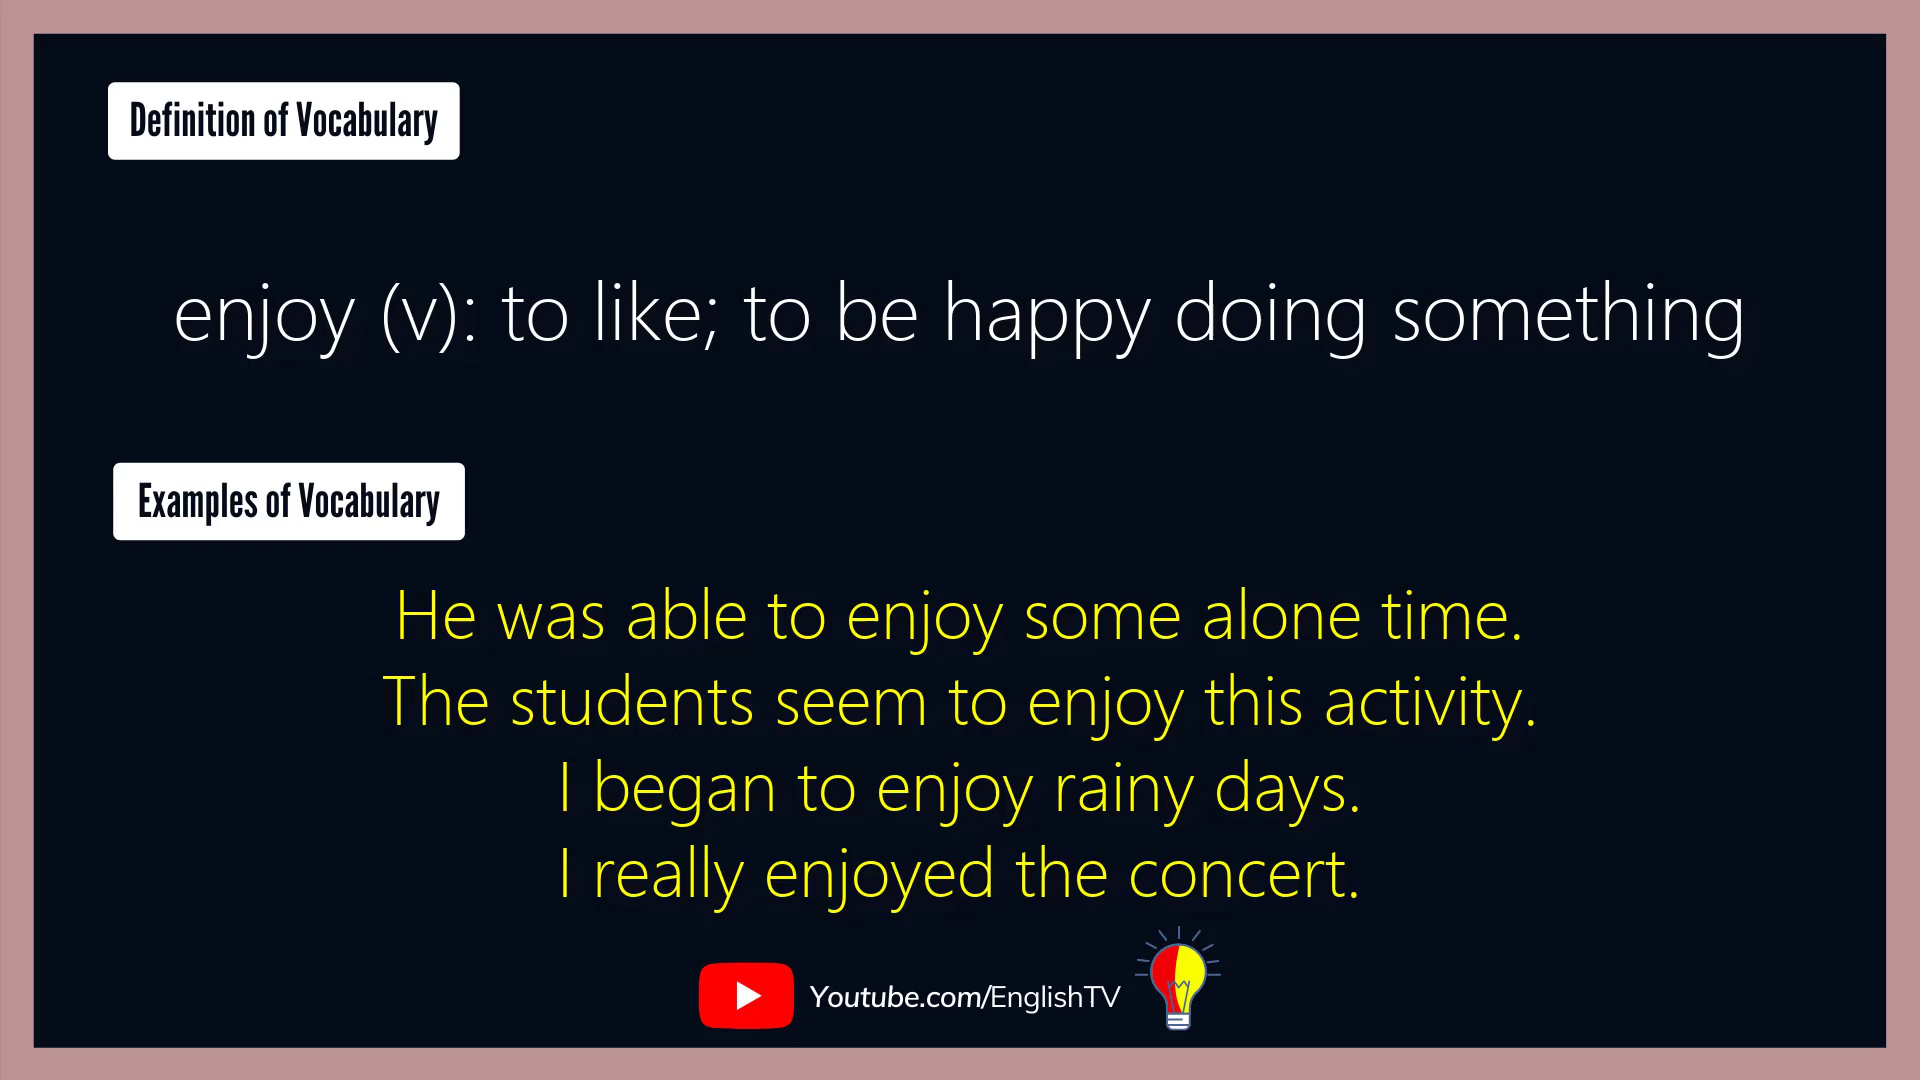 Definition of Vocabulary
enjoy (v): to like; to be happy doing something
Examples of Vocabulary
He was able to enjoy some alone time.
The students seem to enjoy this activity.
I began to enjoy rainy days.
I really enjoyed the concert.
Youtube.com/EnglishTV